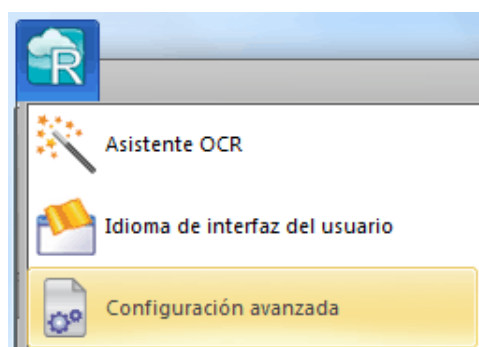 R
Asistente OCR
Idioma de interfaz del usuario
Configuración avanzada